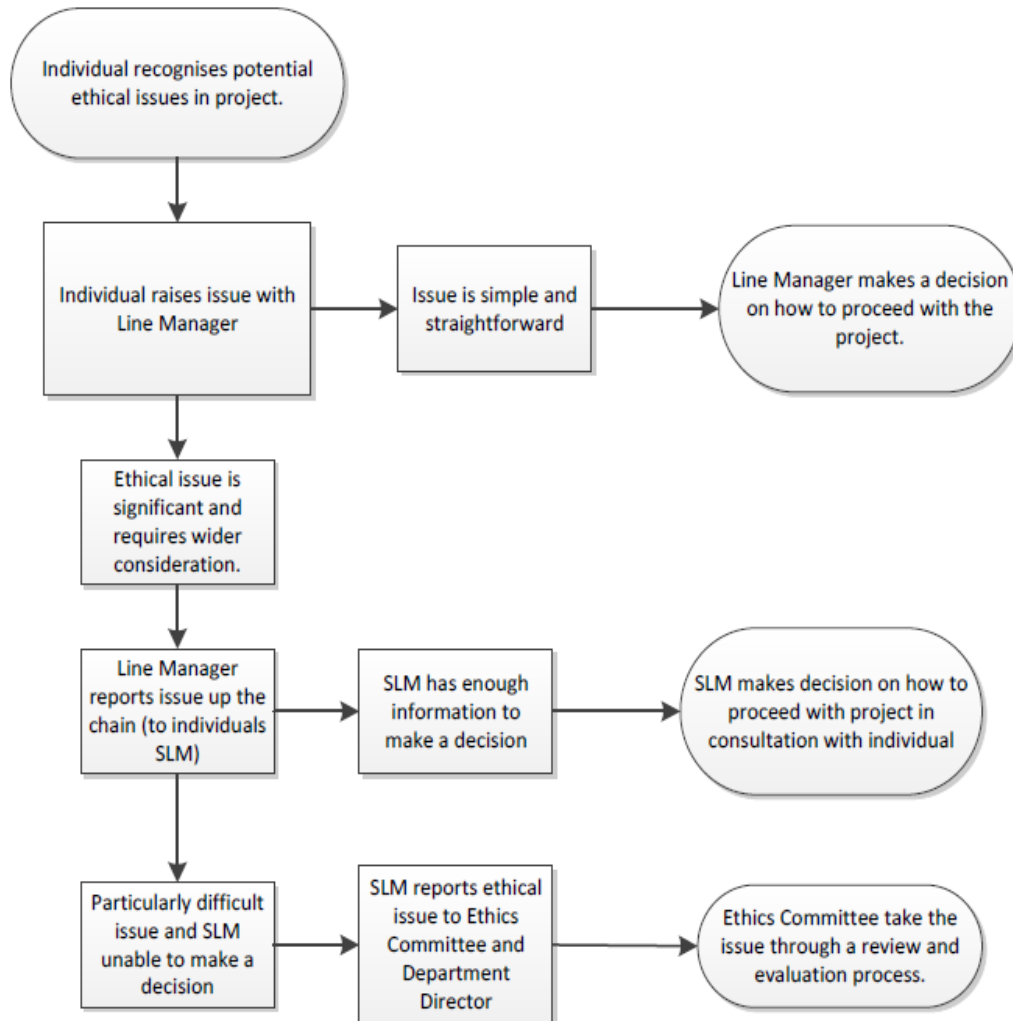 Individual recognises potential
ethical issues in project.
Individual raises issue with
Line Manager
Issue is simple and
straightforward
Line Manager makes a decision
on how to proceed with the
project.
Ethical issue is
significant and
requires wider
consideration.
Line Manager
reports issue up the
chain (to individuals
SLM)
SLM has enough
information to
make a decision
SLM makes decision on how to
proceed with project in
consultation with individual
Particularly difficult
issue and SLM
unable to make a
decision
SLM reports ethical
issue to Ethics
Committee and
Department
Director
Ethics Committee take the
issue through a review and
evaluation process.